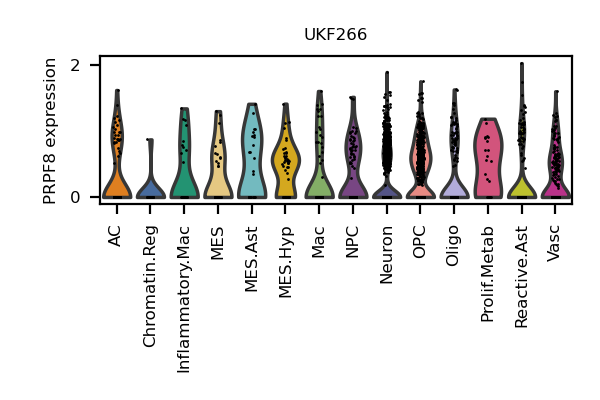 UKF266
PRPF8 expression
2
0
AC
Chromatin.Reg
Inflammatory.Mac
MES
MES.Ast
MES.Hyp
Mac
NPC
Neuron
OPC
Oligo
Prolif.Metab
Reactive.Ast
Vasc